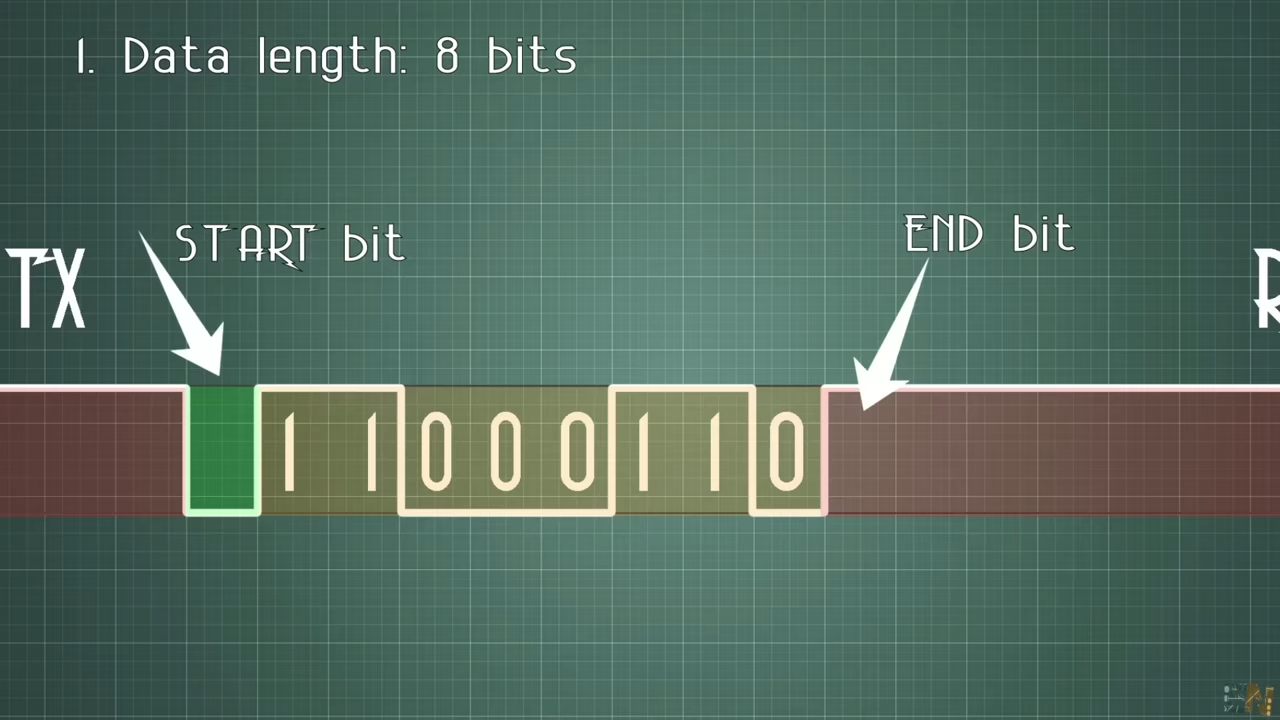 1. Data length: 8 bits
START bit
END bit
TX
1 1 0 0 0 1 1 0